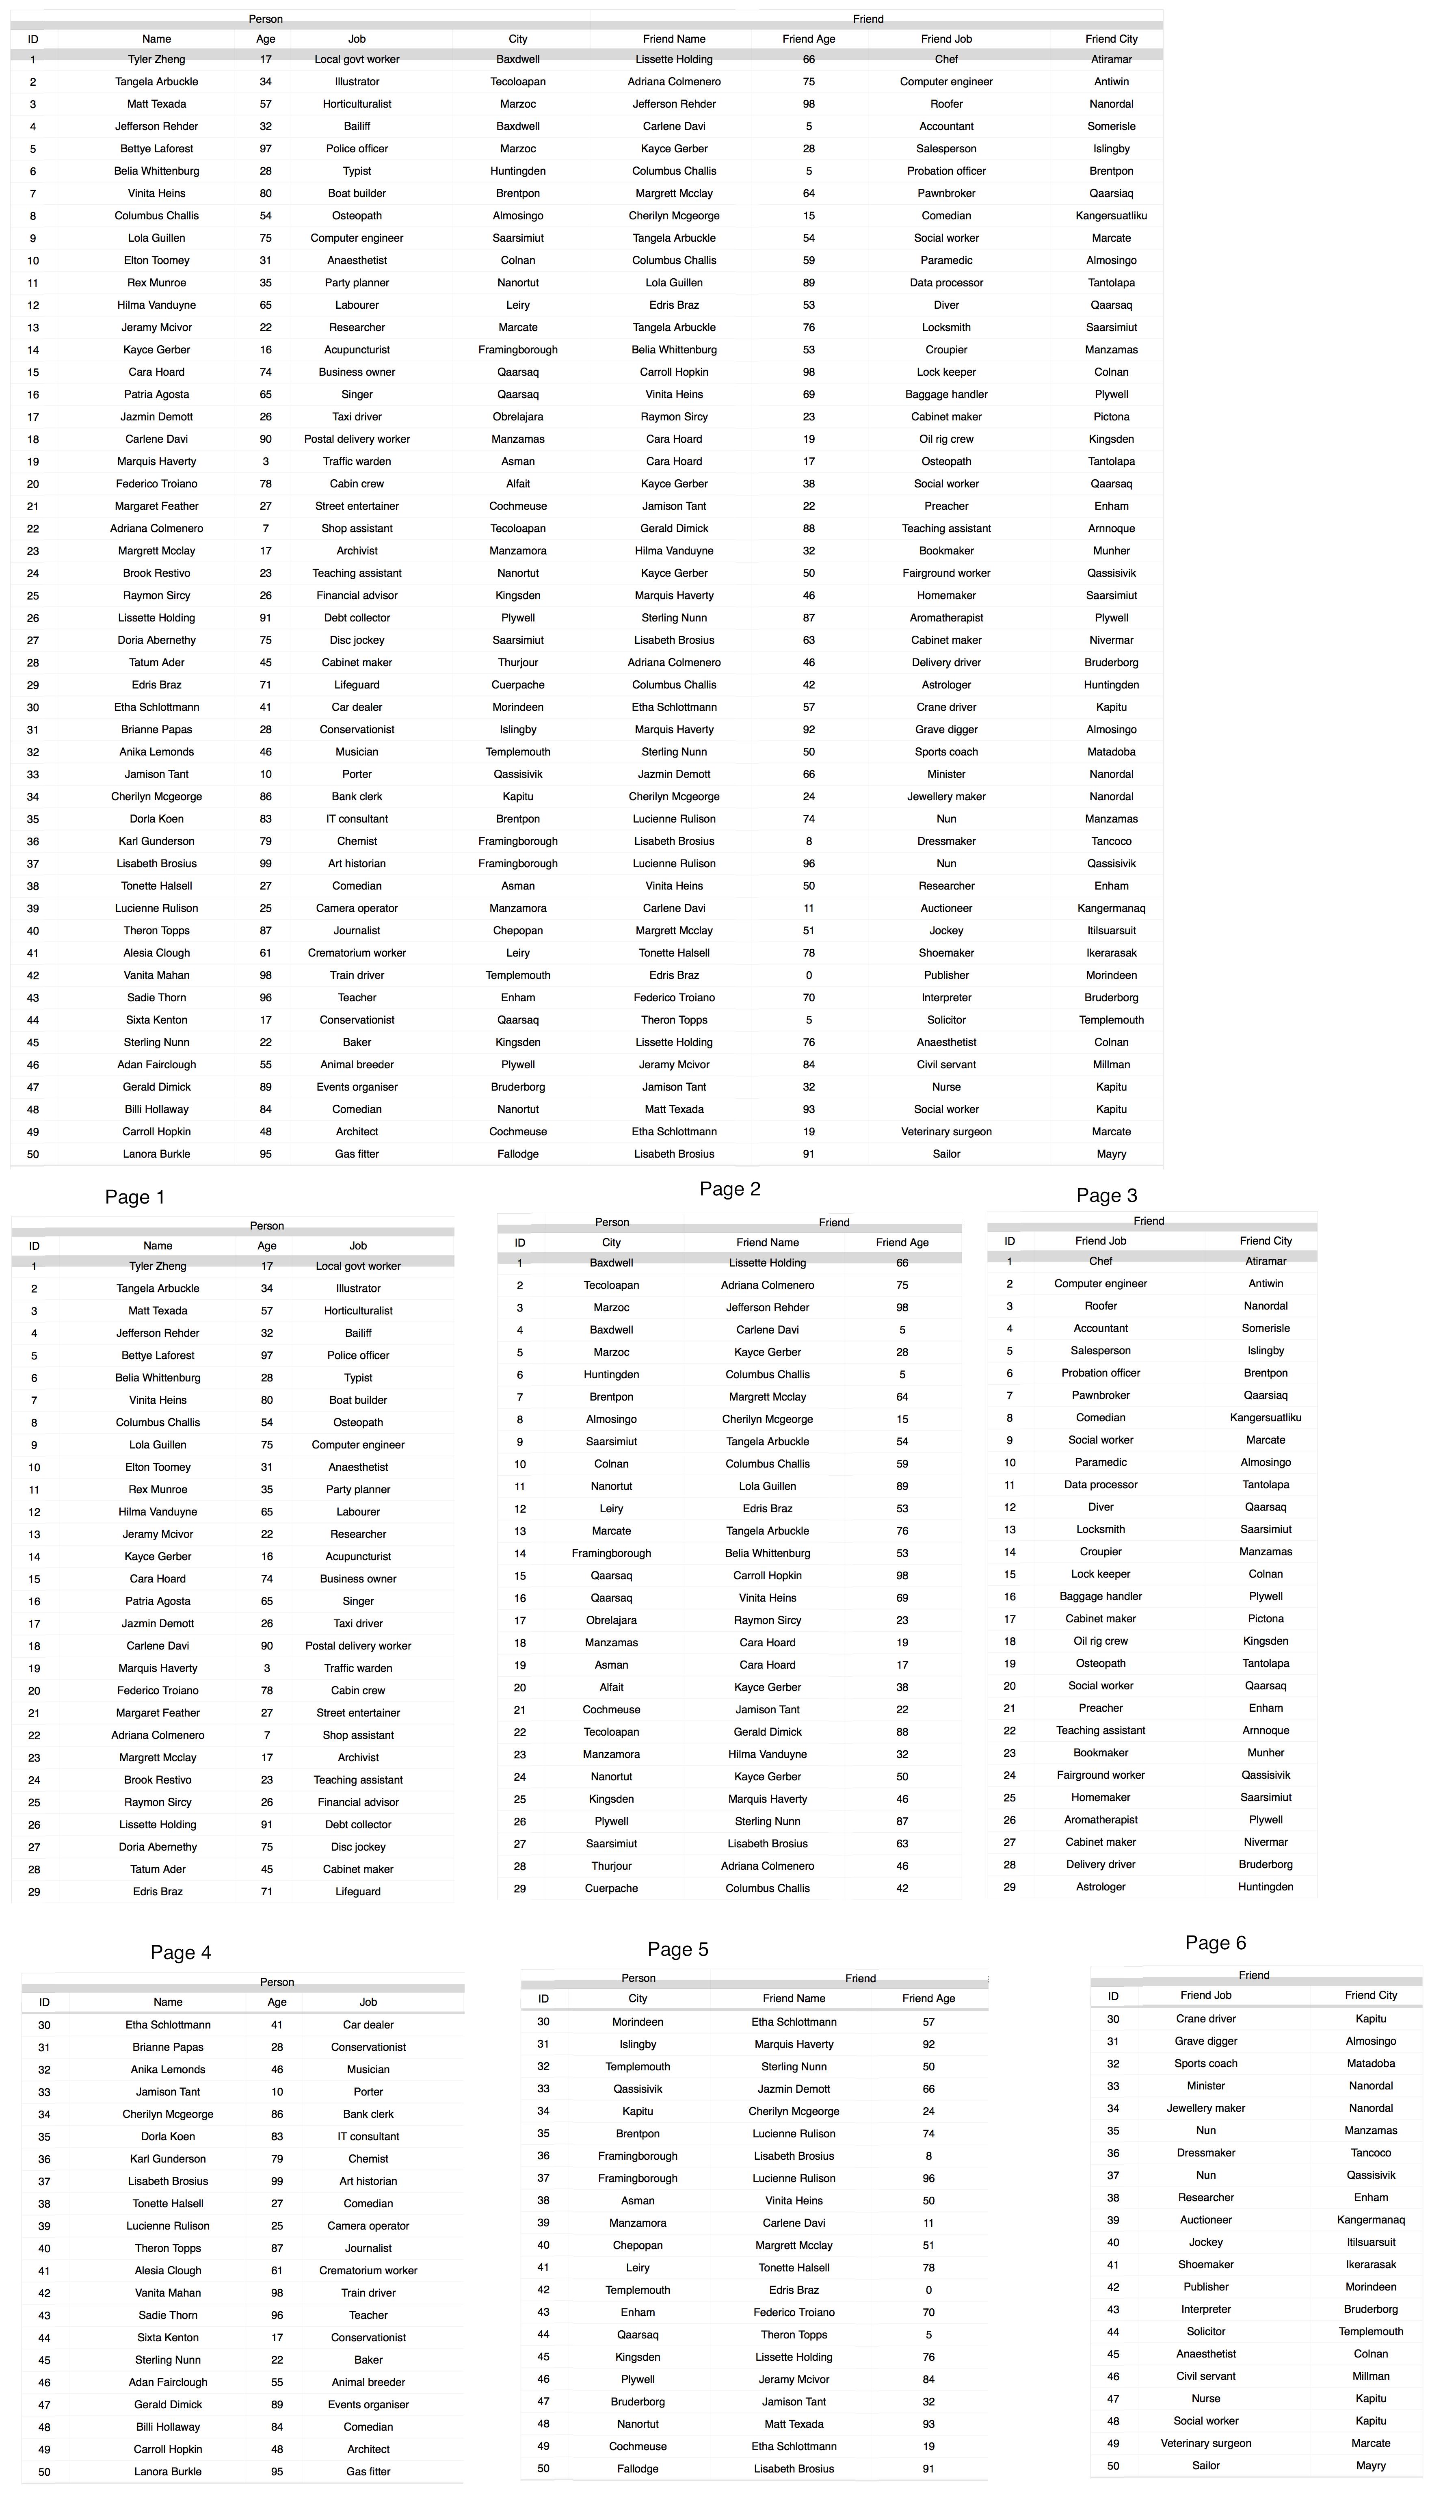 Person Friend
ID Name Age Job City Friend Name Friend Age Friend Job Friend City
1 Tyler Zheng 17 Local govt worker Baxdwell Lissette Holding 66 Chef Atiramar
2 Tangela Arbuckle 34 Illustrator Tecoloapan Adriana Colmenero 75 Computer engineer Antiwin
3 Matt Texada 57 Horticulturalist Marzoc Jefferson Rehder 98 Roofer Nanordal
4 Jefferson Rehder 32 Bailiff Baxdwell Carlene Davi 5 Accountant Somerisle
5 Bettye Laforest 97 Police officer Marzoc Kayce Gerber 28 Salesperson Islingby
6 Belia Whittenburg 28 Typist Huntingden Columbus Challis 5 Probation officer Brentpon
7 Vinita Heins 80 Boat builder Brentpon Margrett Mcclay 64 Pawnbroker Qaarsiaq
8 Columbus Challis 54 Osteopath Almosingo Cherilyn Mcgeorge 15 Comedian Kangersuatliku
9 Lola Guillen 75 Computer engineer Saarsimiut Tangela Arbuckle 54 Social worker Marcate
10 Elton Toomey 31 Anaesthetist Colnan Columbus Challis 59 Paramedic Almosingo
11 Rex Munroe 35 Party planner Nanortut Lola Guillen 89 Data processor Tantolapa
12 Hilma Vanduyne 65 Labourer Leiry Edris Braz 53 Diver Qaarsaq
13 Jeramy Mcivor 22 Researcher Marcate Tangela Arbuckle 76 Locksmith Saarsimiut
14 Kayce Gerber 16 Acupuncturist Framingborough Belia Whittenburg 53 Croupier Manzamas
15 Cara Hoard 74 Business owner Qaarsaq Carroll Hopkin 98 Lock keeper Colnan
16 Patria Agosta 65 Singer Qaarsaq Vinita Heins 69 Baggage handler Plywell
17 Jazmin Demott 26 Taxi driver Obrelajara Raymon Sircy 23 Cabinet maker Pictona
18 Carlene Davi 90 Postal delivery worker Manzamas Cara Hoard 19 Oil rig crew Kingsden
19 Marquis Haverty 3 Traffic warden Asman Cara Hoard 17 Osteopath Tantolapa
20 Federico Troiano 78 Cabin crew Alfait Kayce Gerber 38 Social worker Qaarsaq
21 Margaret Feather 27 Street entertainer Cochmeuse Jamison Tant 22 Preacher Enham
22 Adriana Colmenero 7 Shop assistant Tecoloapan Gerald Dimick 88 Teaching assistant Arnnoque
23 Margrett Mcclay 17 Archivist Manzamora Hilma Vanduyne 32 Bookmaker Munher
24 Brook Restivo 23 Teaching assistant Nanortut Kayce Gerber 50 Fairground worker Qassisivik
25 Raymon Sircy 26 Financial advisor Kingsden Marquis Haverty 46 Homemaker Saarsimiut
26 Lissette Holding 91 Debt collector Plywell Sterling Nunn 87 Aromatherapist Plywell
27 Doria Abernethy 75 Disc jockey Saarsimiut Lisabeth Brosius 63 Cabinet maker Nivermar
28 Tatum Ader 45 Cabinet maker Thurjour Adriana Colmenero 46 Delivery driver Bruderborg
29 Edris Braz 71 Lifeguard Cuerpache Columbus Challis 42 Astrologer Huntingden
30 Etha Schlottmann 41 Car dealer Morindeen Etha Schlottmann 57 Crane driver Kapitu
31 Brianne Papas 28 Conservationist Islingby Marquis Haverty 92 Grave digger Almosingo
32 Anika Lemonds 46 Musician Templemouth Sterling Nunn 50 Sports coach Matadoba
33 Jamison Tant 10 Porter Qassisivik Jazmin Demott 66 Minister Nanordal
34 Cherilyn Mcgeorge 86 Bank clerk Kapitu Cherilyn Mcgeorge 24 Jewellery maker Nanordal
35 Dorla Koen 83 IT consultant Brentpon Lucienne Rulison 74 Nun Manzamas
36 Karl Gunderson 79 Chemist Framingborough Lisabeth Brosius 8 Dressmaker Tancoco
37 Lisabeth Brosius 99 Art historian Framingborough Lucienne Rulison 96 Nun Qassisivik
38 Tonette Halsell 27 Comedian Asman Vinita Heins 50 Researcher Enham
39 Lucienne Rulison 25 Camera operator Manzamora Carlene Davi 11 Auctioneer Kangermanaq
40 Theron Topps 87 Journalist Chepopan Margrett Mcclay 51 Jockey Itilsuarsuit
41 Alesia Clough 61 Crematorium worker Leiry Tonette Halsell 78 Shoemaker Ikerarasak
42 Vanita Mahan 98 Train driver Templemouth Edris Braz 0 Publisher Morindeen
43 Sadie Thorn 96 Teacher Enham Federico Troiano 70 Interpreter Bruderborg
44 Sixta Kenton 17 Conservationist Qaarsaq Theron Topps 5 Solicitor Templemouth
45 Sterling Nunn 22 Baker Kingsden Lissette Holding 76 Anaesthetist Colnan
46 Adan Fairclough 55 Animal breeder Plywell Jeramy Mcivor 84 Civil servant Millman
47 Gerald Dimick 89 Events organiser Bruderborg Jamison Tant 32 Nurse Kapitu
48 Billi Hollaway 84 Comedian Nanortut Matt Texada 93 Social worker Kapitu
49 Carroll Hopkin 48 Architect Cochmeuse Etha Schlottmann 19 Veterinary surgeon Marcate
50 Lanora Burkle 95 Gas fitter Fallodge Lisabeth Brosius 91 Sailor Mayry
Page 1
Person
ID Name Age Job
1 Tyler Zheng 17 Local govt worker
2 Tangela Arbuckle 34 Illustrator
3 Matt Texada 57 Horticulturalist
4 Jefferson Rehder 32 Bailiff
5 Bettye Laforest 97 Police officer
6 Belia Whittenburg 28 Typist
7 Vinita Heins 80 Boat builder
8 Columbus Challis 54 Osteopath
9 Lola Guillen 75 Computer engineer
10 Elton Toomey 31 Anaesthetist
11 Rex Munroe 35 Party planner
12 Hilma Vanduyne 65 Labourer
13 Jeramy Mcivor 22 Researcher
14 Kayce Gerber 16 Acupuncturist
15 Cara Hoard 74 Business owner
16 Patria Agosta 65 Singer
17 Jazmin Demott 26 Taxi driver
18 Carlene Davi 90 Postal delivery worker
19 Marquis Haverty 3 Traffic warden
20 Federico Troiano 78 Cabin crew
21 Margaret Feather 27 Street entertainer
22 Adriana Colmenero 7 Shop assistant
23 Margrett Mcclay 17 Archivist
24 Brook Restivo 23 Teaching assistant
25 Raymon Sircy 26 Financial advisor
26 Lissette Holding 91 Debt collector
27 Doria Abernethy 75 Disc jockey
28 Tatum Ader 45 Cabinet maker
29 Edris Braz 71 Lifeguard
Page 2
Person Friend
ID City Friend Name Friend Age
1 Baxdwell Lissette Holding 66
2 Tecoloapan Adriana Colmenero 75
3 Marzoc Jefferson Rehder 98
4 Baxdwell Carlene Davi 5
5 Marzoc Kayce Gerber 28
6 Huntingden Columbus Challis 5
7 Brentpon Margrett Mcclay 64
8 Almosingo Cherilyn Mcgeorge 15
9 Saarsimiut Tangela Arbuckle 54
10 Colnan Columbus Challis 59
11 Nanortut Lola Guillen 89
12 Leiry Edris Braz 53
13 Marcate Tangela Arbuckle 76
14 Framingborough Belia Whittenburg 53
15 Qaarsaq Carroll Hopkin 98
16 Qaarsaq Vinita Heins 69
17 Obrelajara Raymon Sircy 23
18 Manzamas Cara Hoard 19
19 Asman Cara Hoard 17
20 Alfait Kayce Gerber 38
21 Cochmeuse Jamison Tant 22
22 Tecoloapan Gerald Dimick 88
23 Manzamora Hilma Vanduyne 32
24 Nanortut Kayce Gerber 50
25 Kingsden Marquis Haverty 46
26 Plywell Sterling Nunn 87
27 Saarsimiut Lisabeth Brosius 63
28 Thurjour Adriana Colmenero 46
29 Cuerpache Columbus Challis 42
Page 3
Friend
ID Friend Job Friend City
1 Chef Atiramar
2 Computer engineer Antiwin
3 Roofer Nanordal
4 Accountant Somerisle
5 Salesperson Islingby
6 Probation officer Brentpon
7 Pawnbroker Qaarsiaq
8 Comedian Kangersuatliku
9 Social worker Marcate
10 Paramedic Almosingo
11 Data processor Tantolapa
12 Diver Qaarsaq
13 Locksmith Saarsimiut
14 Croupier Manzamas
15 Lock keeper Colnan
16 Baggage handler Plywell
17 Cabinet maker Pictona
18 Oil rig crew Kingsden
19 Osteopath Tantolapa
20 Social worker Qaarsaq
21 Preacher Enham
22 Teaching assistant Arnnoque
23 Bookmaker Munher
24 Fairground worker Qassisivik
25 Homemaker Saarsimiut
26 Aromatherapist Plywell
27 Cabinet maker Nivermar
28 Delivery driver Bruderborg
29 Astrologer Huntingden
Page 4
Person
ID Name Age Job
30 Etha Schlottmann 41 Car dealer
31 Brianne Papas 28 Conservationist
32 Anika Lemonds 46 Musician
33 Jamison Tant 10 Porter
34 Cherilyn Mcgeorge 86 Bank clerk
35 Dorla Koen 83 IT consultant
36 Karl Gunderson 79 Chemist
37 Lisabeth Brosius 99 Art historian
38 Tonette Halsell 27 Comedian
39 Lucienne Rulison 25 Camera operator
40 Theron Topps 87 Journalist
41 Alesia Clough 61 Crematorium worker
42 Vanita Mahan 98 Train driver
43 Sadie Thorn 96 Teacher
44 Sixta Kenton 17 Conservationist
45 Sterling Nunn 22 Baker
46 Adan Fairclough 55 Animal breeder
47 Gerald Dimick 89 Events organiser
48 Billi Hollaway 84 Comedian
49 Carroll Hopkin 48 Architect
50 Lanora Burkle 95 Gas fitter
Page 5
Person Friend
ID City Friend Name Friend Age
30 Morindeen Etha Schlottmann 57
31 Islingby Marquis Haverty 92
32 Templemouth Sterling Nunn 50
33 Qassisivik Jazmin Demott 66
34 Kapitu Cherilyn Mcgeorge 24
35 Brentpon Lucienne Rulison 74
36 Framingborough Lisabeth Brosius 8
37 Framingborough Lucienne Rulison 96
38 Asman Vinita Heins 50
39 Manzamora Carlene Davi 11
40 Chepopan Margrett Mcclay 51
41 Leiry Tonette Halsell 78
42 Templemouth Edris Braz 0
43 Enham Federico Troiano 70
44 Qaarsaq Theron Topps 5
45 Kingsden Lissette Holding 76
46 Plywell Jeramy Mcivor 84
47 Bruderborg Jamison Tant 32
48 Nanortut Matt Texada 93
49 Cochmeuse Etha Schlottmann 19
50 Fallodge Lisabeth Brosius 91
Page 6
Friend
ID Friend Job Friend City
30 Crane driver Kapitu
31 Grave digger Almosingo
32 Sports coach Matadoba
33 Minister Nanordal
34 Jewellery maker Nanordal
35 Nun Manzamas
36 Dressmaker Tancoco
37 Nun Qassisivik
38 Researcher Enham
39 Auctioneer Kangermanaq
40 Jockey Itilsuarsuit
41 Shoemaker Ikerarasak
42 Publisher Morindeen
43 Interpreter Bruderborg
44 Solicitor Templemouth
45 Anaesthetist Colnan
46 Civil servant Millman
47 Nurse Kapitu
48 Social worker Kapitu
49 Veterinary surgeon Marcate
50 Sailor Mayry